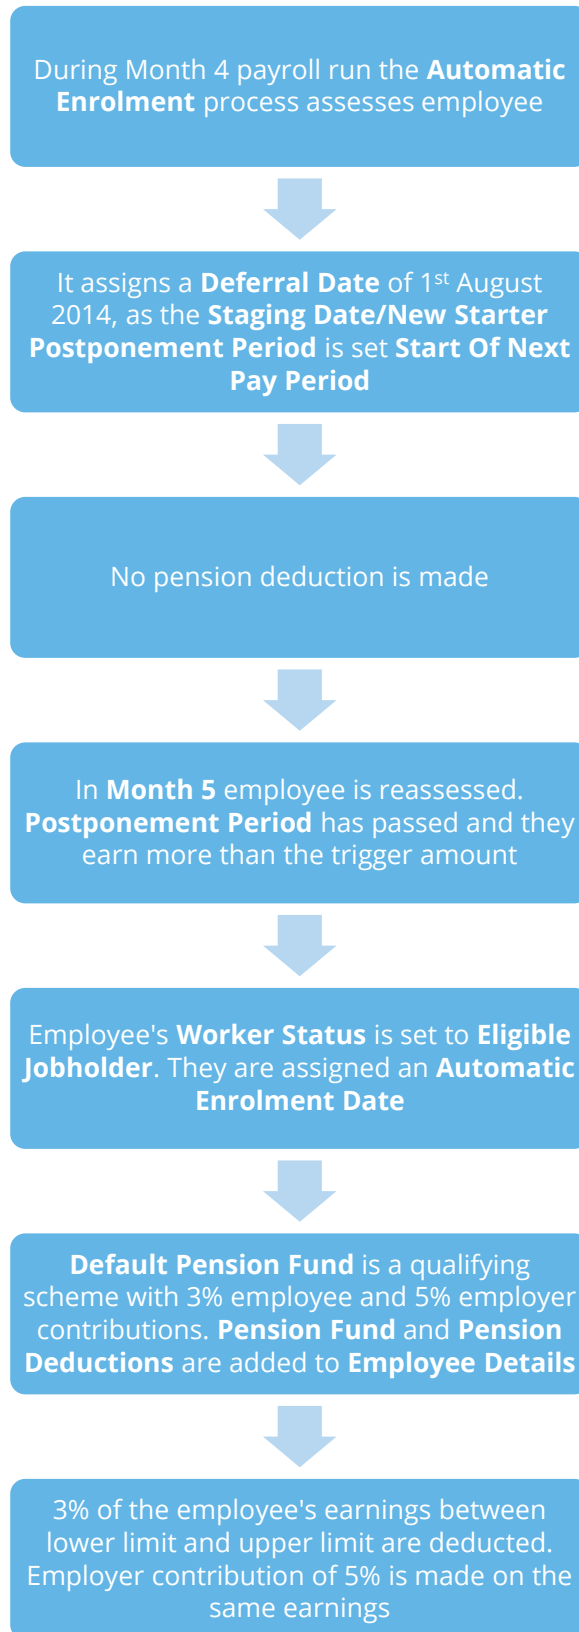 During Month 4 payroll run the Automatic
Enrolment process assesses employee
It assigns a Deferral Date of 1st August
2014, as the Staging Date/New Starter
Postponement Period is set Start Of Next
Pay Period
No pension deduction is made
In Month 5 employee is reassessed.
Postponement Period has passed and they
earn more than the trigger amount
Employee's Worker Status is set to Eligible
Jobholder. They are assigned an Automatic
Enrolment Date
Default Pension Fund is a qualifying
scheme with 3% employee and 5% employer
contributions. Pension Fund and Pension
Deductions are added to Employee Details
3% of the employee's earnings between
lower limit and upper limit are deducted.
Employer contribution of 5% is made on the
same earnings